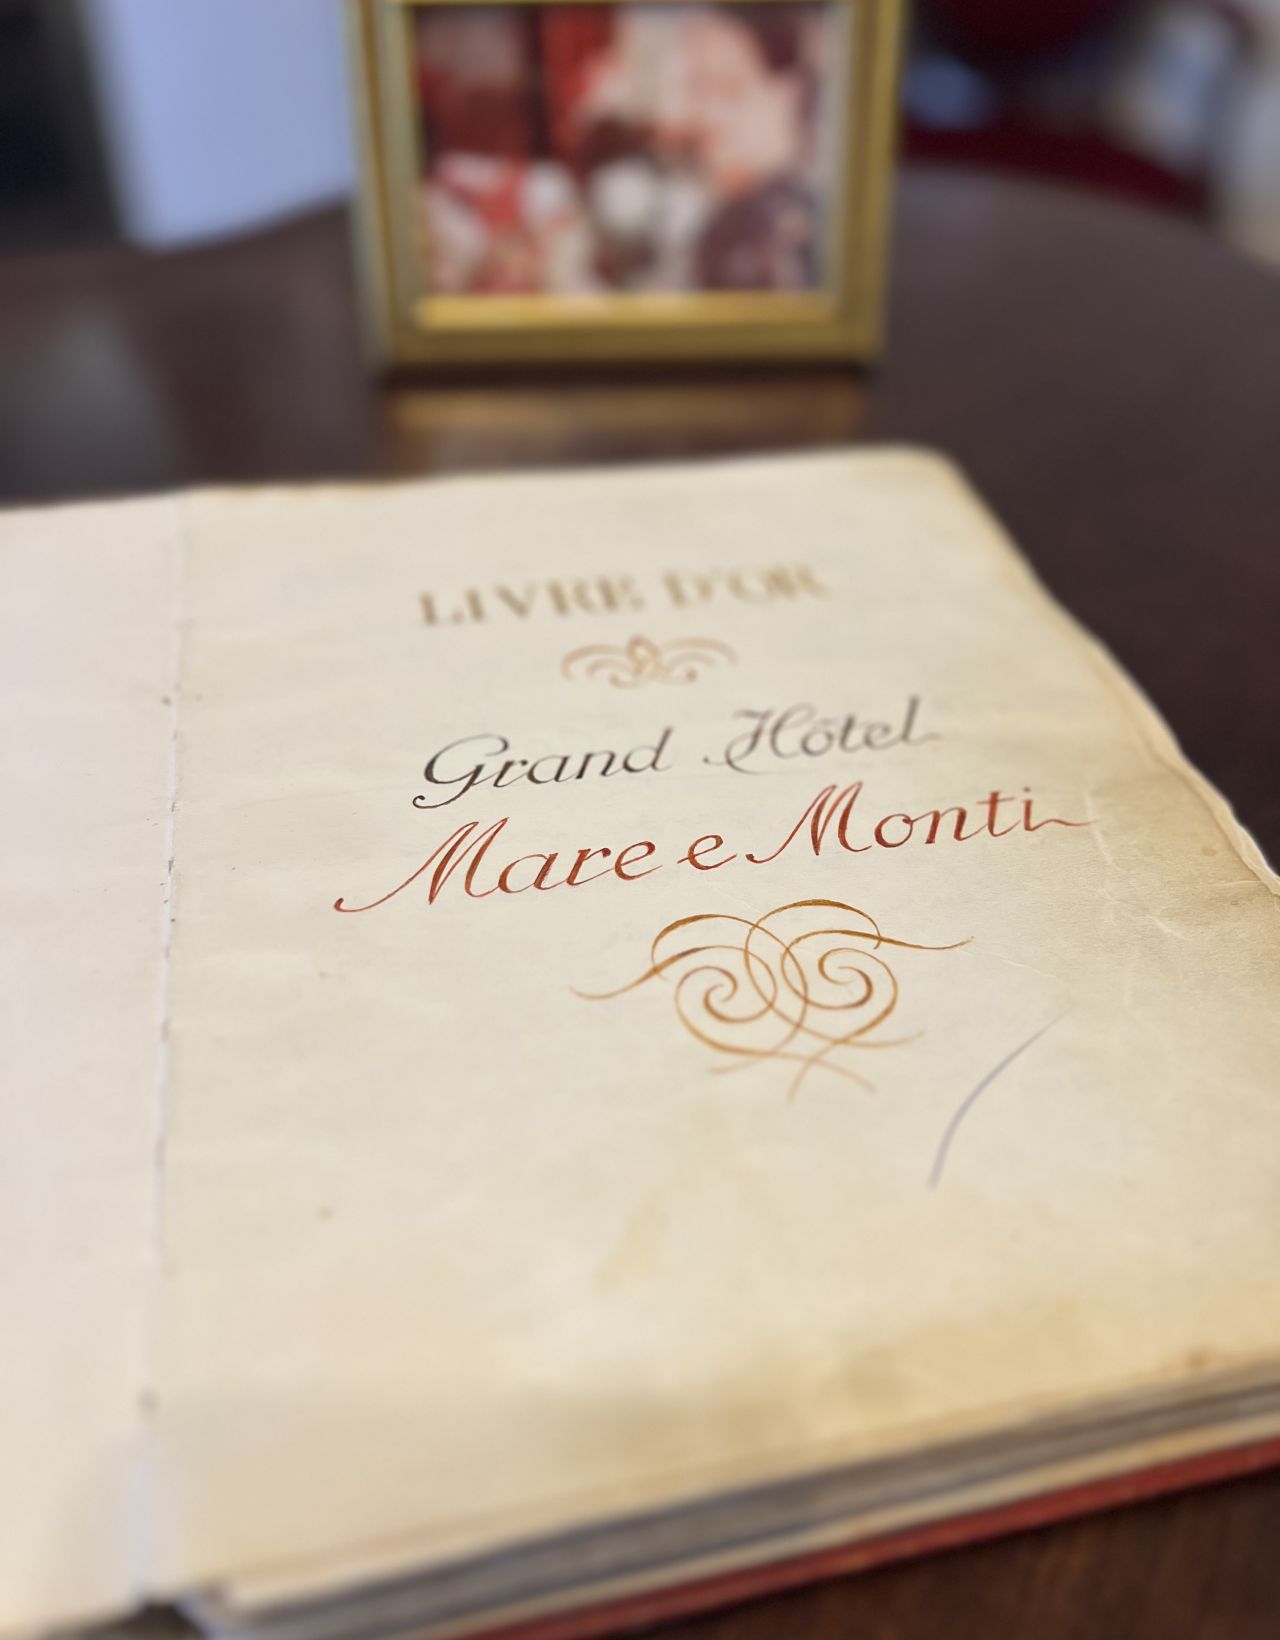 LIVRE D'OR
Grand Hôtel
Mare e Monti